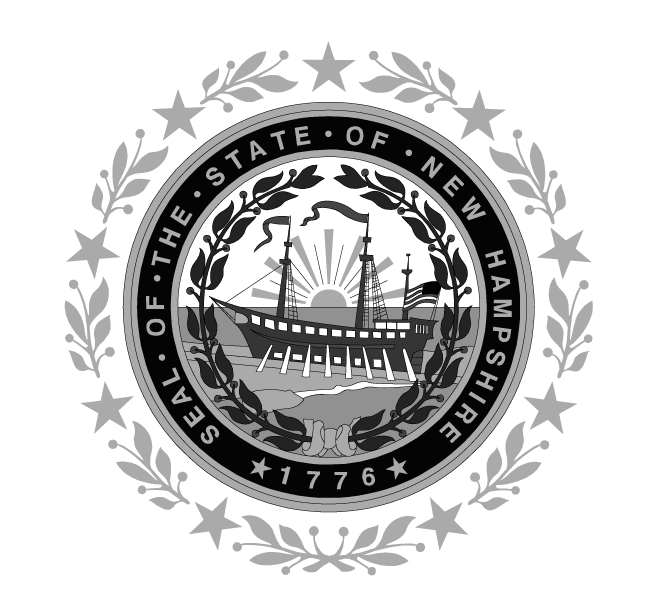 SEAL · OF · THE · STATE · OF · NEW HAMPSHIRE
★1776★